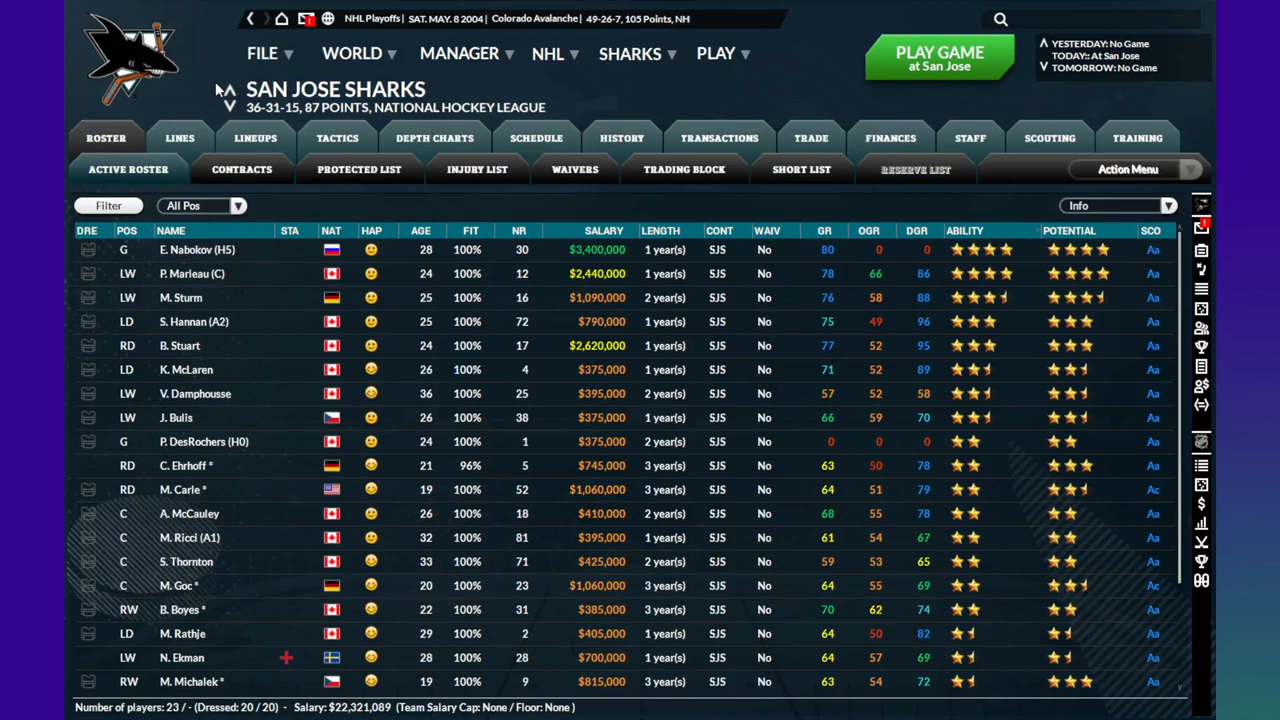 NHL Playoffs | SAT. MAY. 8 2004 | Colorado Avalanche | 49-26-7, 105 Points, NH
FILE WORLD MANAGER NHL SHARKS PLAY
PLAY GAME
at San Jose
YESTERDAY: No Game
TODAY:: At San Jose
TOMORROW: No Game
SAN JOSE SHARKS
36-31-15, 87 POINTS, NATIONAL HOCKEY LEAGUE
ROSTER LINES LINEUPS TACTICS DEPTH CHARTS SCHEDULE HISTORY TRANSACTIONS TRADE FINANCES STAFF SCOUTING TRAINING
ACTIVE ROSTER CONTRACTS PROTECTED LIST INJURY LIST WAIVERS TRADING BLOCK SHORT LIST RESERVE LIST Action Menu
Filter All Pos Info
DRE POS NAME STA NAT HAP AGE FIT NR SALARY LENGTH CONT WAIV GR OGR DGR ABILITY POTENTIAL SCO
G E. Nabokov (H5) 28 100% 30 $3,400,000 1 year(s) SJS No 80 0 0 Aa
LW P. Marleau (C) 24 100% 12 $2,440,000 1 year(s) SJS No 78 66 86 Aa
LW M. Sturm 25 100% 16 $1,090,000 2 year(s) SJS No 76 58 88 Aa
LD S. Hannan (A2) 25 100% 72 $790,000 1 year(s) SJS No 75 49 96 Aa
RD B. Stuart 24 100% 17 $2,620,000 1 year(s) SJS No 77 52 95 Aa
LD K. McLaren 26 100% 4 $375,000 1 year(s) SJS No 71 52 89 Aa
LW V. Damphousse 36 100% 25 $395,000 2 year(s) SJS No 57 52 58 Aa
LW J. Bulis 26 100% 38 $375,000 1 year(s) SJS No 66 59 70 Aa
G P. DesRochers (H0) 24 100% 1 $375,000 2 year(s) SJS No 0 0 0 Aa
RD C. Ehrhoff * 21 96% 5 $745,000 3 year(s) SJS No 63 50 78 Aa
RD M. Carle * 19 100% 52 $1,060,000 3 year(s) SJS No 64 51 79 Ac
C A. McCauley 26 100% 18 $410,000 2 year(s) SJS No 68 55 78 Aa
C M. Ricci (A1) 32 100% 81 $395,000 1 year(s) SJS No 61 54 67 Aa
C S. Thornton 33 100% 71 $425,000 2 year(s) SJS No 59 53 65 Aa
C M. Goc * 20 100% 23 $1,060,000 3 year(s) SJS No 64 55 69 Ac
RW B. Boyes * 22 100% 31 $385,000 3 year(s) SJS No 70 62 74 Aa
LD M. Rathje 29 100% 2 $405,000 1 year(s) SJS No 64 50 82 Aa
LW N. Ekman 28 100% 28 $700,000 1 year(s) SJS No 64 57 69 Aa
RW M. Michalek * 19 100% 9 $815,000 3 year(s) SJS No 63 54 72 Aa
Number of players: 23 / - (Dressed: 20 / 20) - Salary: $22,321,089 (Team Salary Cap: None / Floor: None )